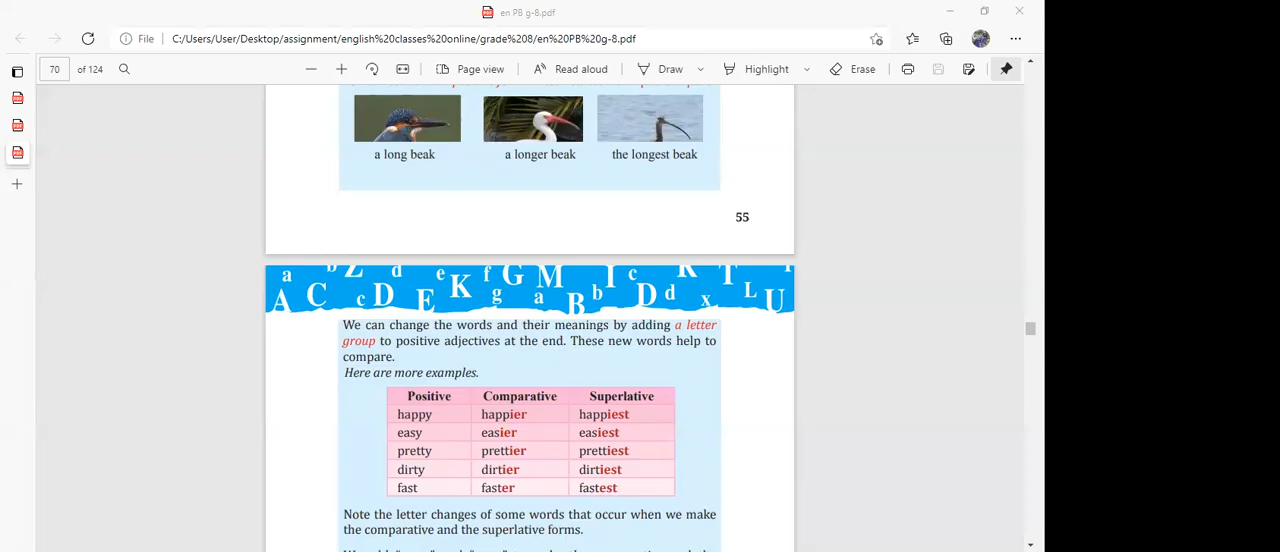 en PB g-8.pdf
File
C:/Users/User/Desktop/assignment/english%20classes%20online/grade%208/en%20PB%20g-8.pdf
70 of 124
Page view
Read aloud
Draw
Highlight
Erase
a long beak
a longer beak
the longest beak
55
We can change the words and their meanings by adding a letter
group to positive adjectives at the end. These new words help to
compare.
Here are more examples.
Positive Comparative Superlative
happy happier happiest
easy easier easiest
pretty prettier prettiest
dirty dirtier dirtiest
fast faster fastest
Note the letter changes of some words that occur when we make
the comparative and the superlative forms.